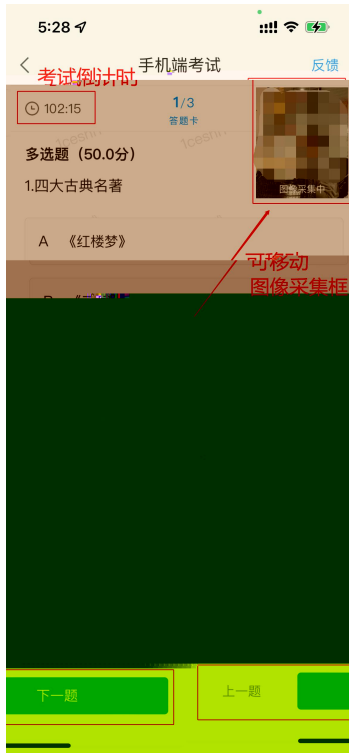 5:28
手机端考试
反馈
考试倒计时
102:15
1/3
答题卡
多选题（50.0分）
1.四大古典名著
图像采集中
A 《红楼梦》
可移动
图像采集框
下一题
上一题